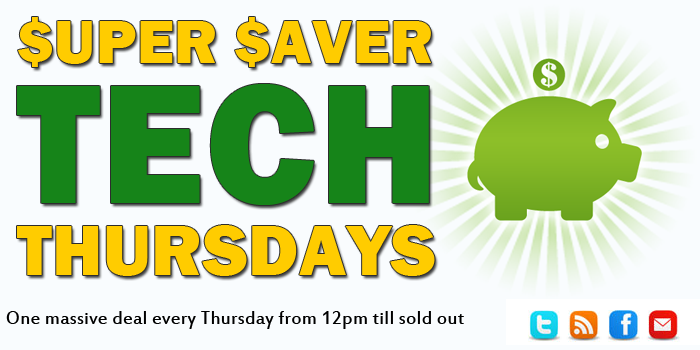 $UPER $AVER
TECH
THURSDAYS
$
One massive deal every Thursday from 12pm till sold out